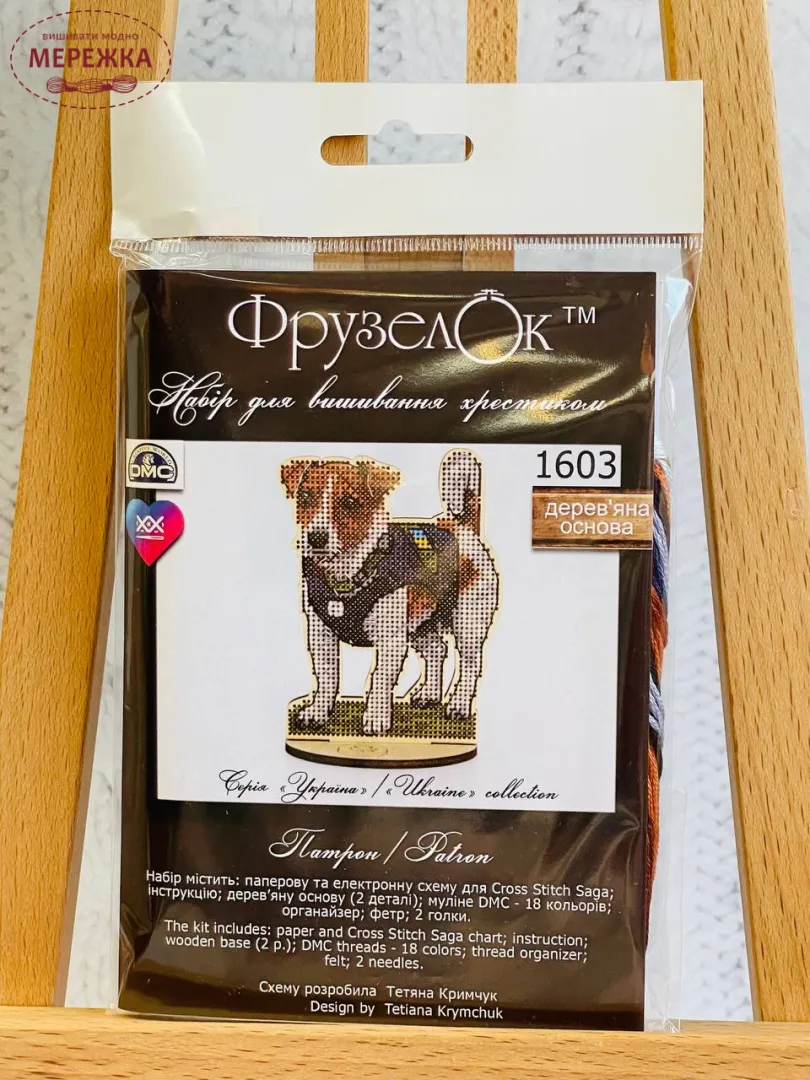 вишивати модно
МЕРЕЖКА
ФрузелОк ™
Набір для вишивання хрестиком
DMC
1603
дерев'яна
основа
Серія «Україна» / «Ukraine» collection
Патрон / Patron
Набір містить: паперову та електронну схему для Cross Stitch Saga;
інструкцію; дерев'яну основу (2 деталі); муліне DMC - 18 кольорів;
органайзер; фетр; 2 голки.
The kit includes: paper and Cross Stitch Saga chart; instruction;
wooden base (2 p.); DMC threads - 18 colors; thread organizer;
felt; 2 needles.
Схему розробила Тетяна Кримчук
Design by Tetiana Krymchuk